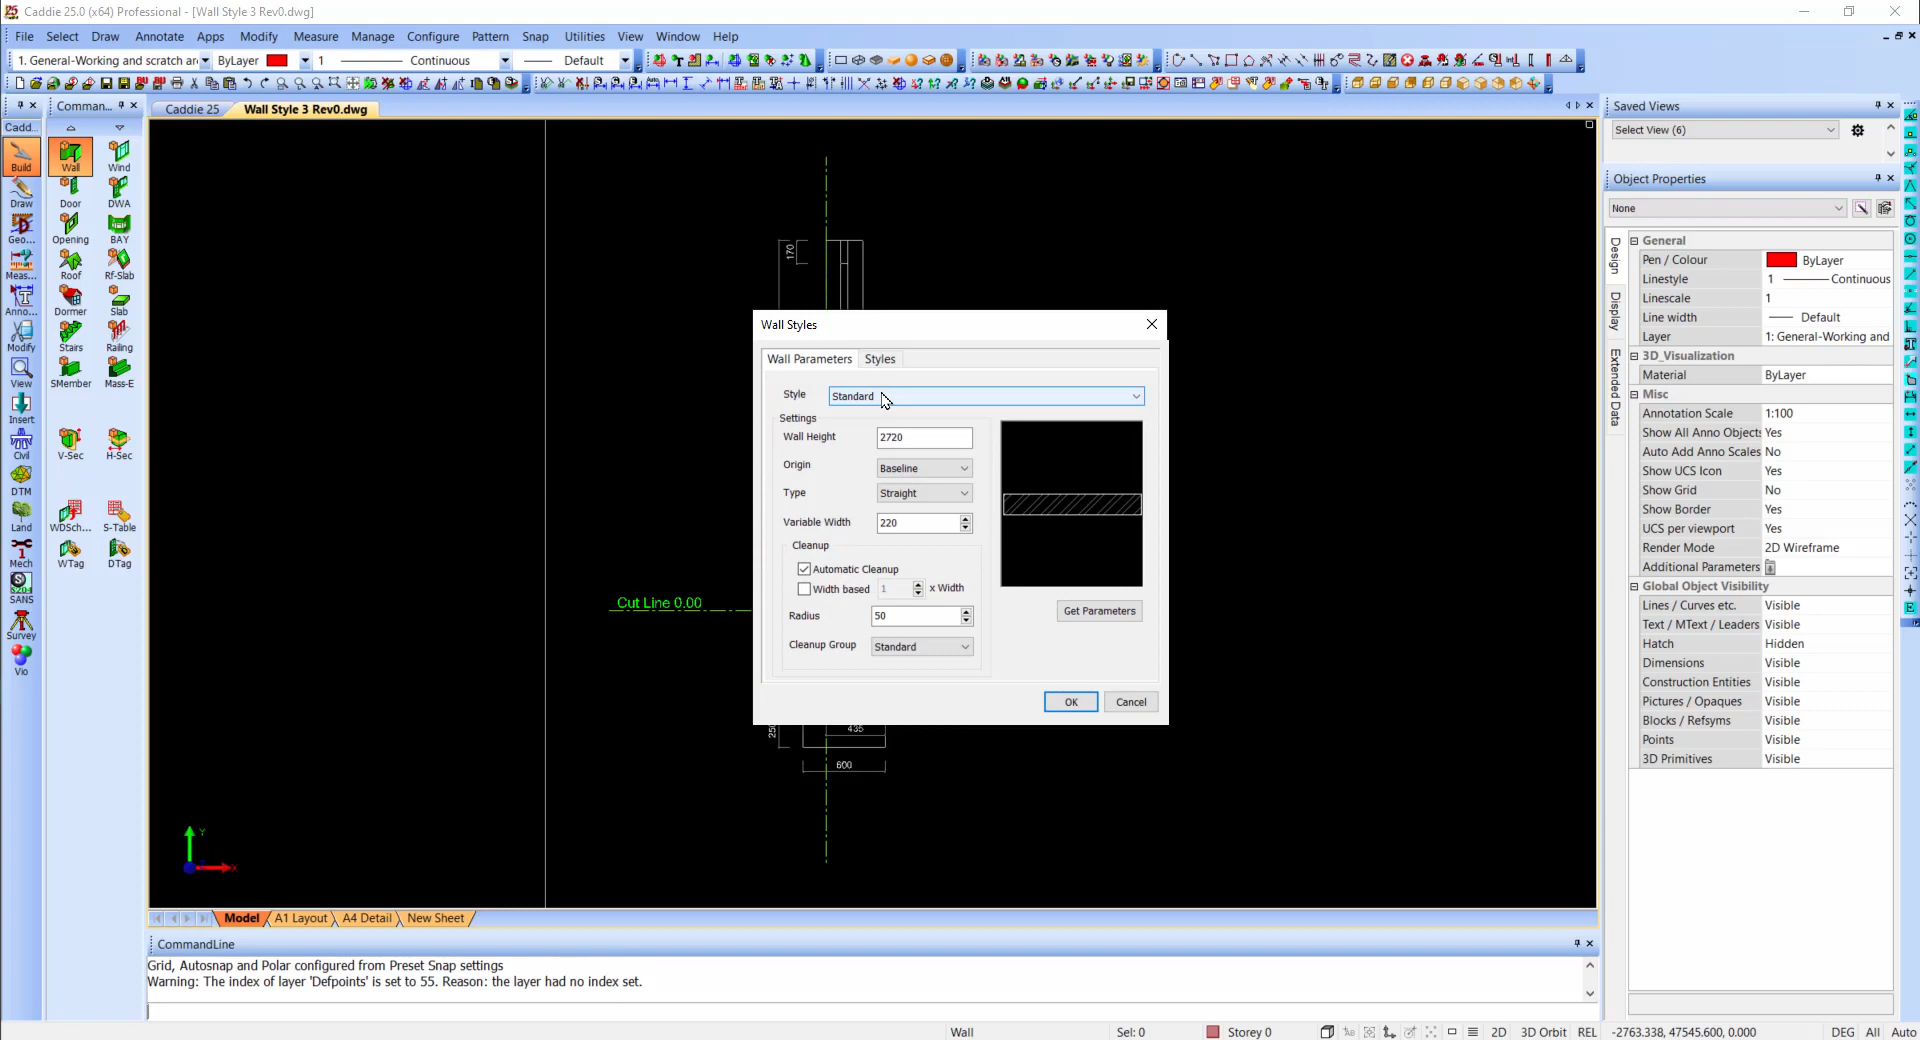 Caddie 25.0 (x64) Professional - [Wall Style 3 Rev0.dwg]
File Select Draw Annotate Apps Modify Measure Manage Configure Pattern Snap Utilities View Window Help
1. General-Working and scratch ar ByLayer 1 Continuous Default
Comman...
Cadd...
Caddie 25
Wall Style 3 Rev0.dwg
Build
Draw
Geo...
Meas...
Anno...
Modify
View
Insert
Civil
DTM
Land
Mech
SANS
Survey
Vio
Wall
Wind
Door
DWA
Opening
BAY
Roof
Rf-Slab
Dormer
Slab
Stairs
Railing
SMember
Mass-E
V-Sec
H-Sec
WDSch...
S-Table
WTag
DTag
170
Cut Line 0.00
435
600
Y
X
Wall Styles
Wall Parameters
Styles
Style
Standard
Settings
Wall Height
2720
Origin
Baseline
Type
Straight
Variable Width
220
Cleanup
Automatic Cleanup
Width based 1 x Width
Radius
50
Cleanup Group
Standard
Get Parameters
OK
Cancel
Saved Views
Select View (6)
Object Properties
None
Design
Display
Extended Data
General
Pen / Colour ByLayer
Linestyle 1 Continuous
Linescale 1
Line width Default
Layer 1: General-Working and
3D_Visualization
Material ByLayer
Misc
Annotation Scale 1:100
Show All Anno Objects Yes
Auto Add Anno Scales No
Show UCS Icon Yes
Show Grid No
Show Border Yes
UCS per viewport Yes
Render Mode 2D Wireframe
Additional Parameters
Global Object Visibility
Lines / Curves etc. Visible
Text / MText / Leaders Visible
Hatch Hidden
Dimensions Visible
Construction Entities Visible
Pictures / Opaques Visible
Blocks / Refsyms Visible
Points Visible
3D Primitives Visible
Model
A1 Layout
A4 Detail
New Sheet
CommandLine
Grid, Autosnap and Polar configured from Preset Snap settings
Warning: The index of layer 'Defpoints' is set to 55. Reason: the layer had no index set.
Wall Sel: 0 Storey 0 2D 3D Orbit REL -2763.338, 47545.600, 0.000 DEG All Auto